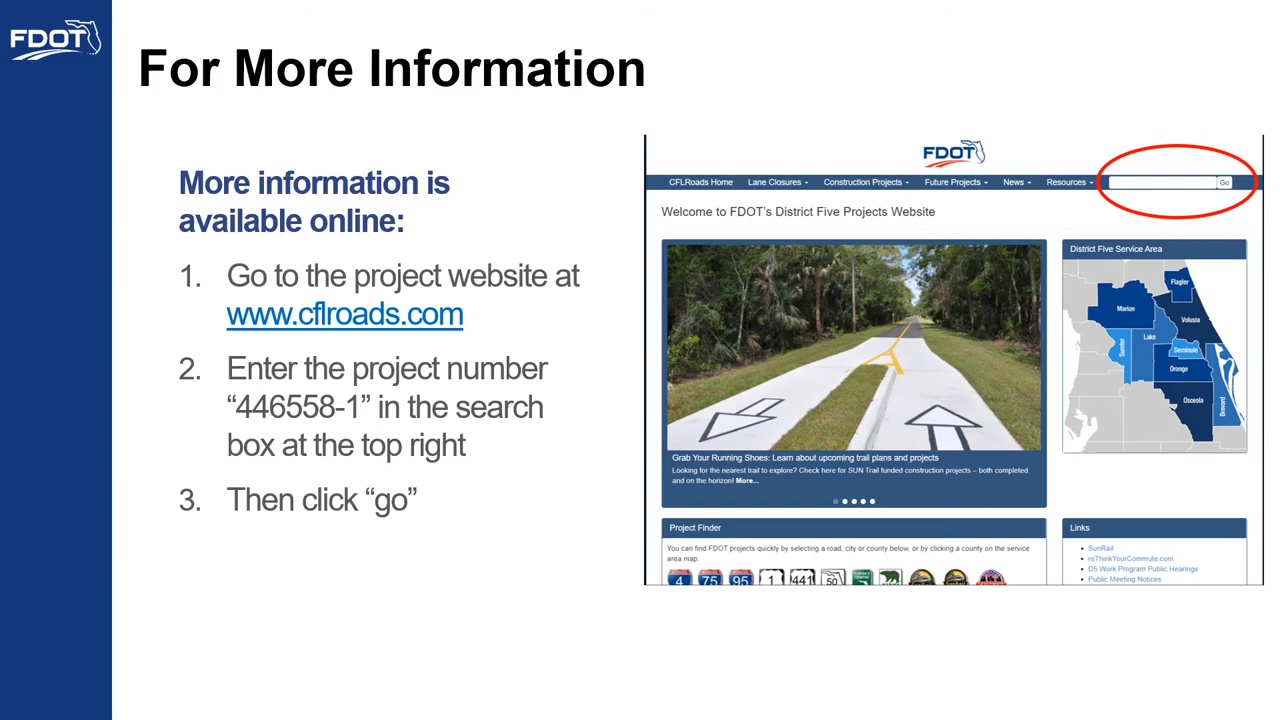 FDOT
For More Information
More information is
available online:
1. Go to the project website at
www.cflroads.com
2. Enter the project number
“446558-1” in the search
box at the top right
3. Then click “go”
FDOT
CFLRoads Home Lane Closures Construction Projects Future Projects News Resources Go
Welcome to FDOT's District Five Projects Website
Grab Your Running Shoes: Learn about upcoming trail plans and projects
Looking for the nearest trail to explore? Check here for SUN Trail funded construction projects – both completed
and on the horizon! More...
District Five Service Area
Flagler
Marion
Volusia
Lake
Sumter
Seminole
Orange
Osceola
Brevard
Project Finder
You can find FDOT projects quickly by selecting a road, city or county below, or by clicking a county on the service
area map.
4 75 95 1 441 50
Links
SunRail
reThinkYourCommute.com
D5 Work Program Public Hearings
Public Meeting Notices